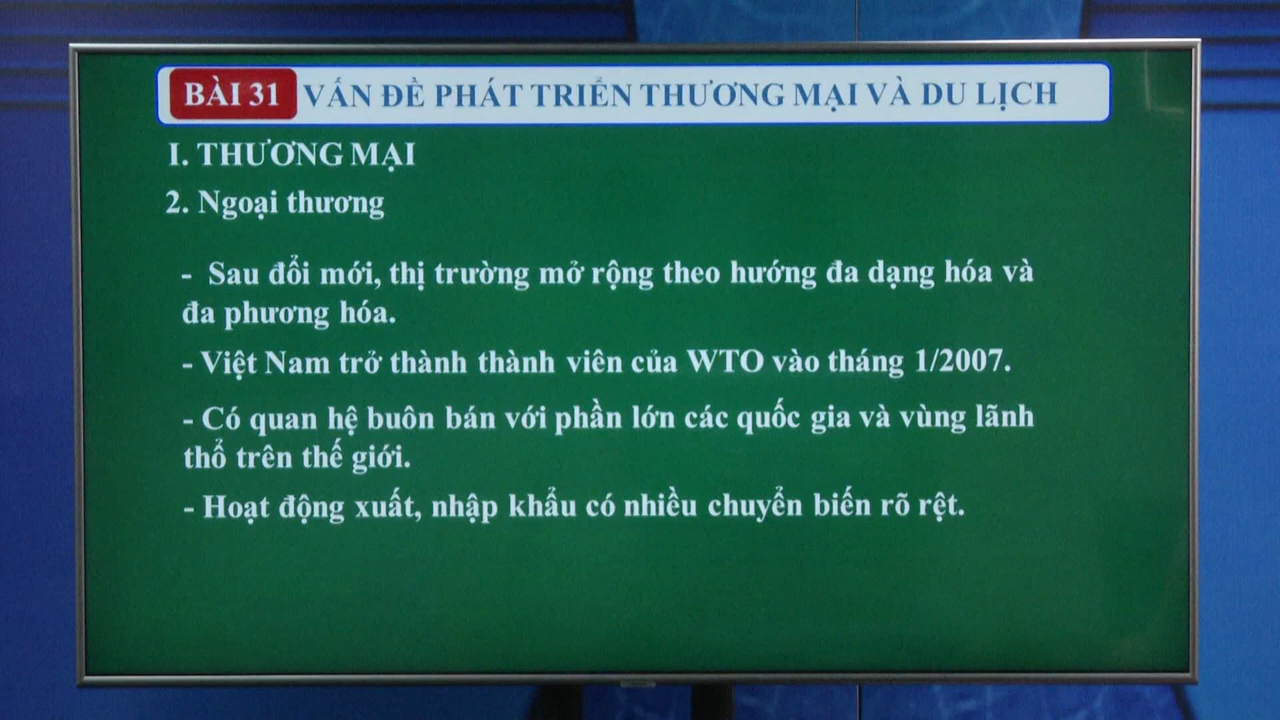 BÀI 31 VẤN ĐỀ PHÁT TRIỂN THƯƠNG MẠI VÀ DU LỊCH
I. THƯƠNG MẠI
2. Ngoại thương
- Sau đổi mới, thị trường mở rộng theo hướng đa dạng hóa và
đa phương hóa.
- Việt Nam trở thành thành viên của WTO vào tháng 1/2007.
- Có quan hệ buôn bán với phần lớn các quốc gia và vùng lãnh
thổ trên thế giới.
- Hoạt động xuất, nhập khẩu có nhiều chuyển biến rõ rệt.